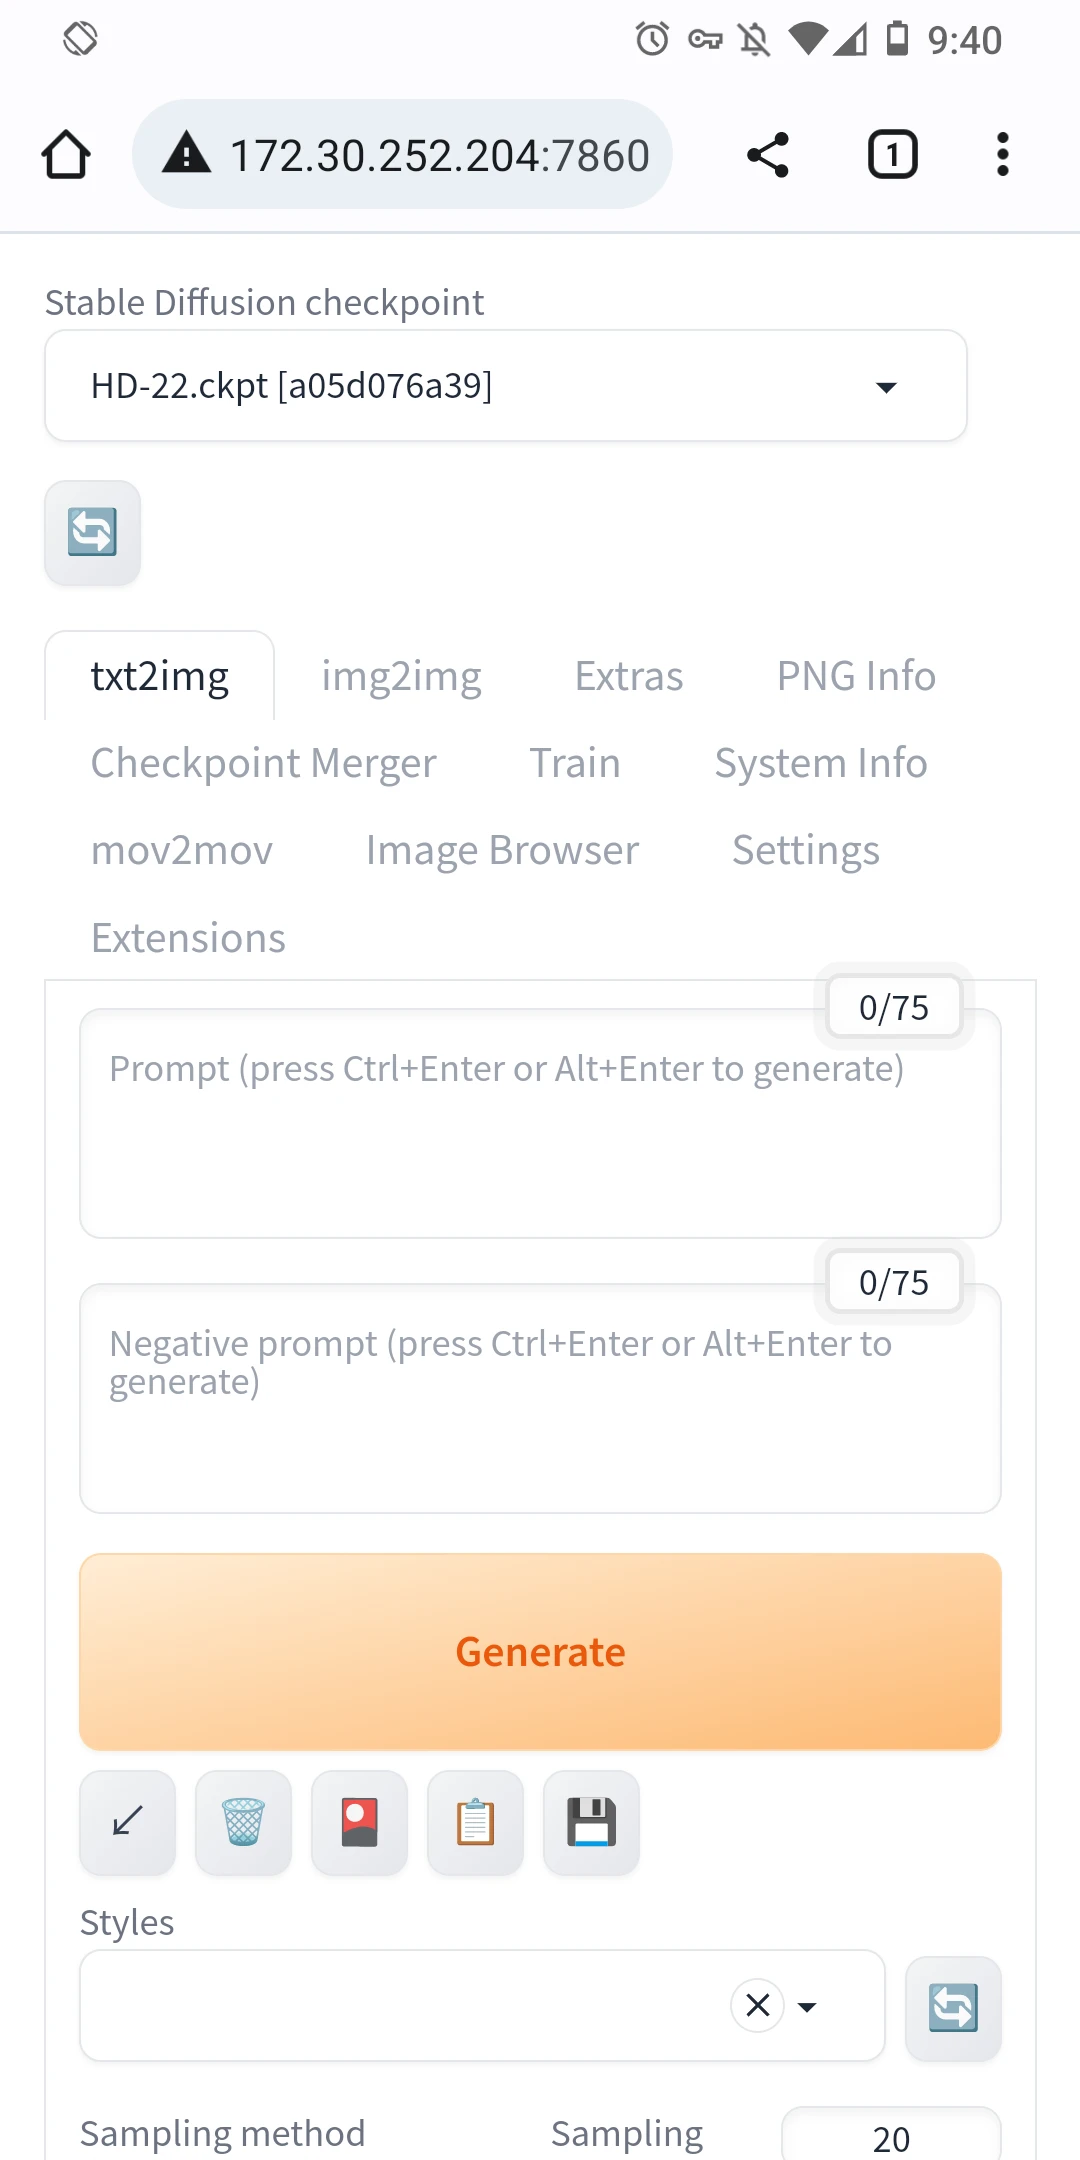 9:40
172.30.252.204:7860
1
Stable Diffusion checkpoint
HD-22.ckpt [a05d076a39]
txt2img img2img Extras PNG Info
Checkpoint Merger Train System Info
mov2mov Image Browser Settings
Extensions
0/75
Prompt (press Ctrl+Enter or Alt+Enter to generate)
0/75
Negative prompt (press Ctrl+Enter or Alt+Enter to
generate)
Generate
Styles
Sampling method Sampling 20